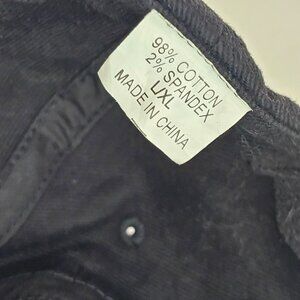 98% COTTON
2% SPANDEX
L/XL
MADE IN CHINA